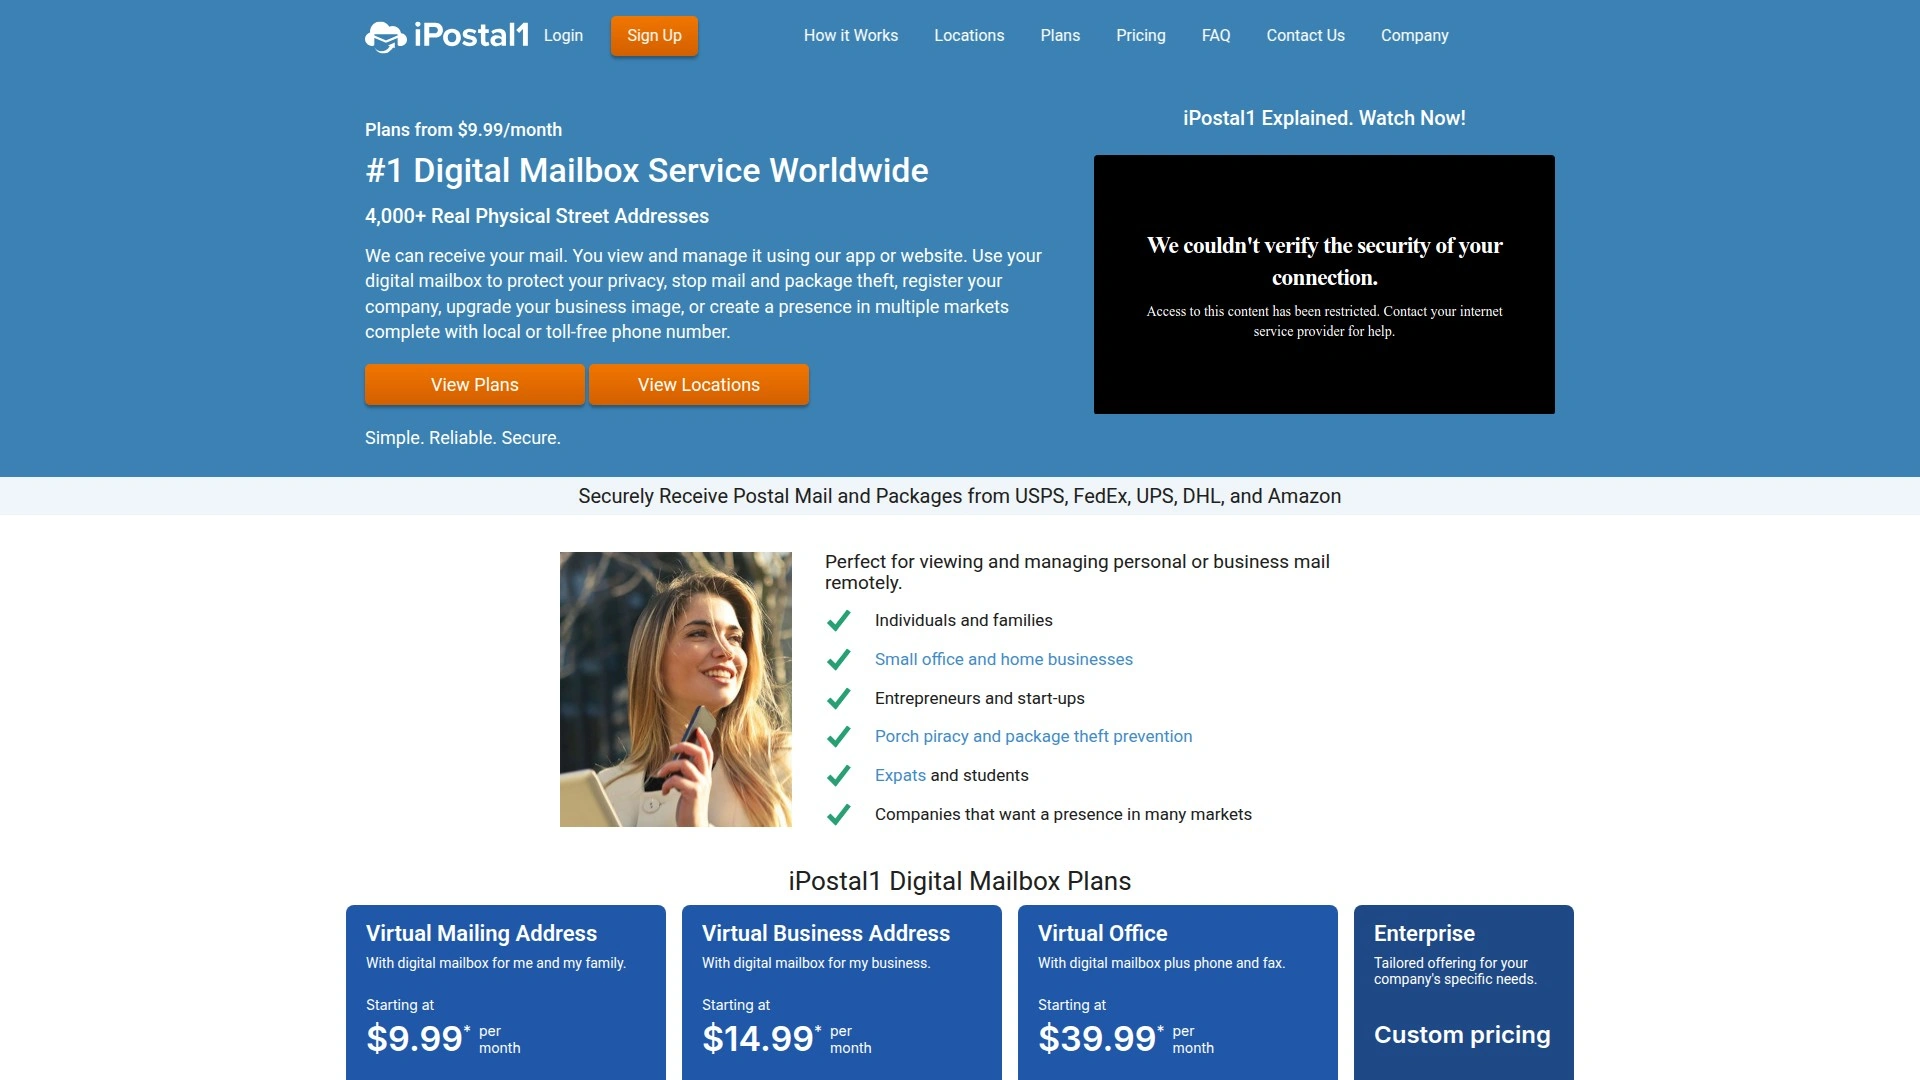 iPostal1
Login
Sign Up
How it Works
Locations
Plans
Pricing
FAQ
Contact Us
Company
Plans from $9.99/month
#1 Digital Mailbox Service Worldwide
4,000+ Real Physical Street Addresses
We can receive your mail. You view and manage it using our app or website. Use your
digital mailbox to protect your privacy, stop mail and package theft, register your
company, upgrade your business image, or create a presence in multiple markets
complete with local or toll-free phone number.
View Plans
View Locations
Simple. Reliable. Secure.
iPostal1 Explained. Watch Now!
We couldn't verify the security of your
connection.
Access to this content has been restricted. Contact your internet
service provider for help.
Securely Receive Postal Mail and Packages from USPS, FedEx, UPS, DHL, and Amazon
Perfect for viewing and managing personal or business mail
remotely.
Individuals and families
Small office and home businesses
Entrepreneurs and start-ups
Porch piracy and package theft prevention
Expats and students
Companies that want a presence in many markets
iPostal1 Digital Mailbox Plans
Virtual Mailing Address
With digital mailbox for me and my family.
Starting at
$9.99* per
month
Virtual Business Address
With digital mailbox for my business.
Starting at
$14.99* per
month
Virtual Office
With digital mailbox plus phone and fax.
Starting at
$39.99* per
month
Enterprise
Tailored offering for your
company's specific needs.
Custom pricing